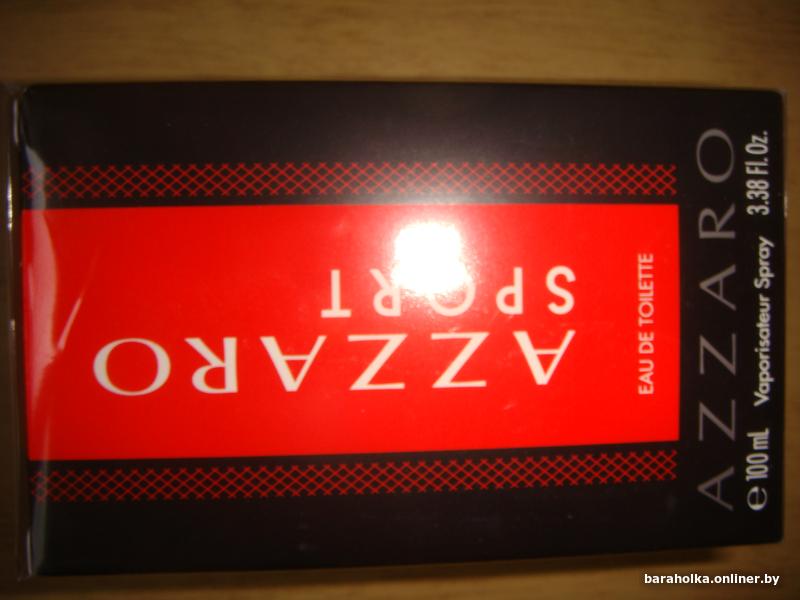 AZZARO
SPORT
EAU DE TOILETTE
AZZARO
℮ 100 mL Vaporisateur Spray 3.38 Fl. Oz.
baraholka.onliner.by